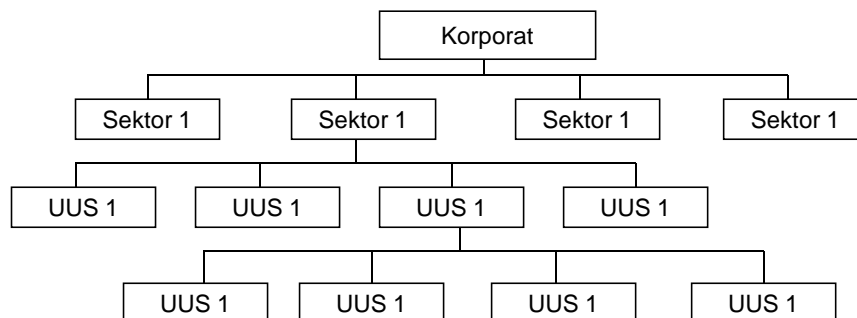 Korporat
Sektor 1 Sektor 1 Sektor 1 Sektor 1
UUS 1 UUS 1 UUS 1 UUS 1
UUS 1 UUS 1 UUS 1 UUS 1